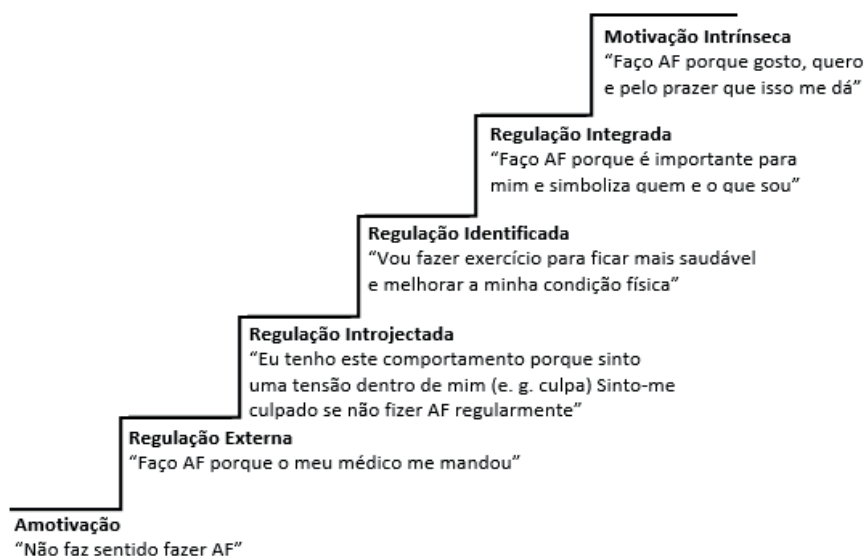 Motivação Intrínseca
“Faço AF porque gosto, quero
e pelo prazer que isso me dá”
Regulação Integrada
“Faço AF porque é importante para
mim e simboliza quem e o que sou”
Regulação Identificada
“Vou fazer exercício para ficar mais saudável
e melhorar a minha condição física”
Regulação Introjectada
“Eu tenho este comportamento porque sinto
uma tensão dentro de mim (e. g. culpa) Sinto-me
culpado se não fizer AF regularmente”
Regulação Externa
“Faço AF porque o meu médico me mandou”
Amotivação
“Não faz sentido fazer AF”